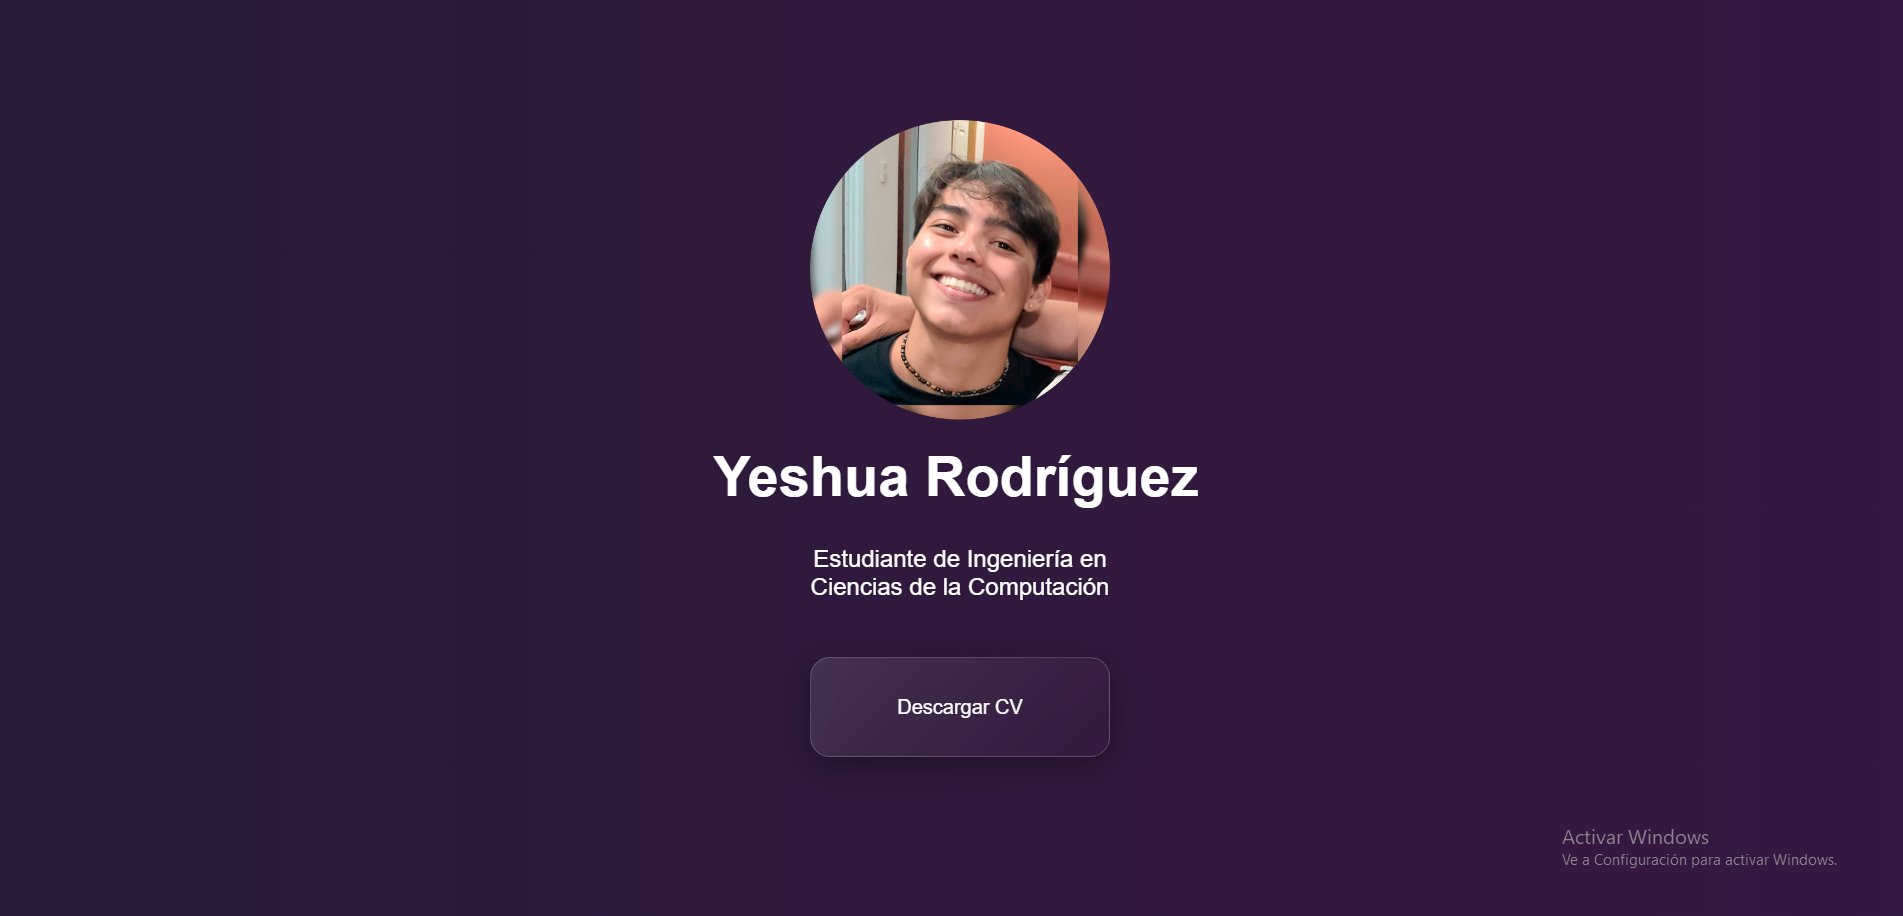 Yeshua Rodríguez
Estudiante de Ingeniería en
Ciencias de la Computación
Descargar CV
Activar Windows
Ve a Configuración para activar Windows.